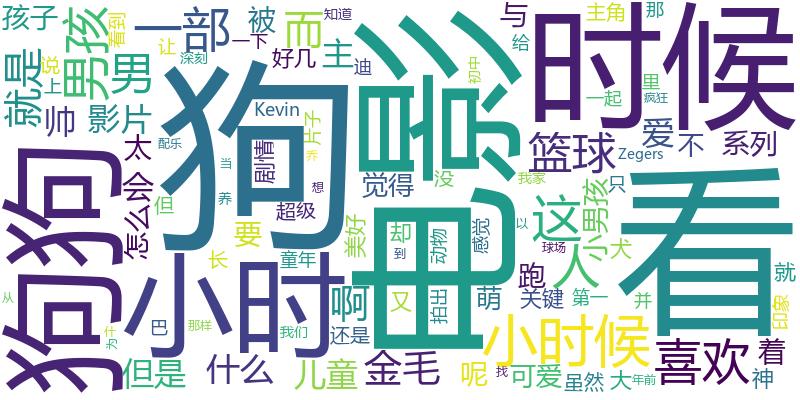 孩子
就是
男孩
看到
说
上
一部
让
深刻
被
一下
而
好几
主
知道
迪
电影
初中
与
给
主角
那
里
一起
疯狂
时候
帅
影片
男
太
会
怎么
但
配乐
当
养
狗
Kevin
剧情
片子
乔
想
超级
要
觉得
没
篮球
爱
不
系列
Zegers
我家
只
狗狗
长
童年
美好
却
到
动物
感觉
以
这
小男孩
球场
犬
人
看
就
印象
从
为什
小时
巴
那样
我们
啊
还是
又
拍出
萌
跑
关键
第一
并
小时候
喜欢
着
但是
什么
儿童
金毛
呢
找
可爱
虽然
大
年前
神